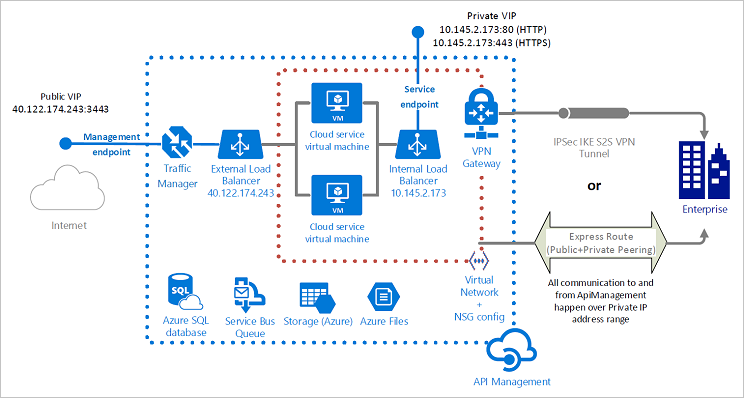 Private VIP
10.145.2.173:80 (HTTP)
10.145.2.173:443 (HTTPS)
Public VIP
40.122.174.243:3443
Management
endpoint
Internet
Traffic
Manager
External Load
Balancer
40.122.174.243
VM
Cloud service
virtual machine
VM
Cloud service
virtual machine
Service
endpoint
Internal Load
Balancer
10.145.2.173
VPN
Gateway
IPSec IKE S2S VPN
Tunnel
or
Enterprise
Express Route
(Public+Private Peering)
All communication to and
from ApiManagement
happen over Private IP
address range
Virtual
Network
+
NSG config
SQL
Azure SQL
database
Service Bus
Queue
Storage (Azure)
Azure Files
API Management